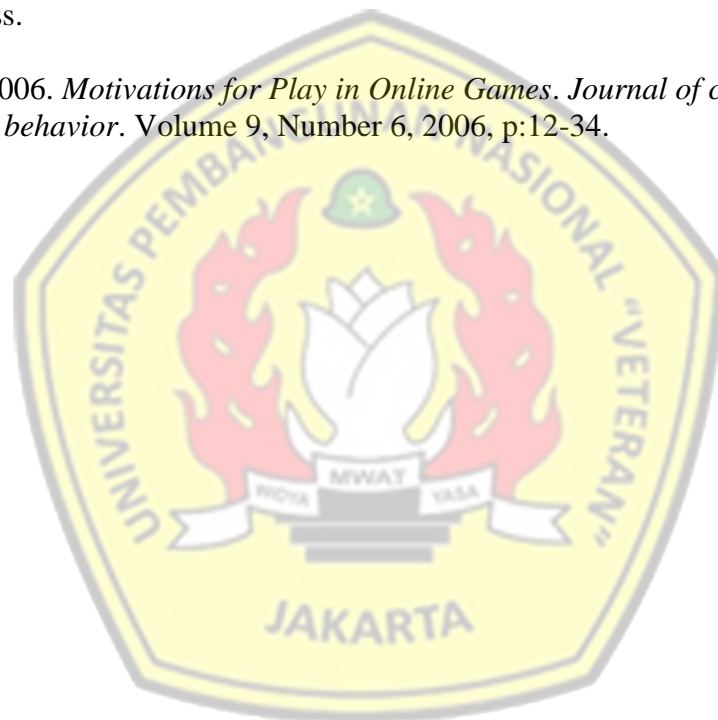 ss.
006. Motivations for Play in Online Games. Journal of c
behavior. Volume 9, Number 6, 2006, p:12-34.
UNIVERSITAS PEMBANGUNAN NASIONAL "VETERAN"
WIDYA MWAT YASA
JAKARTA